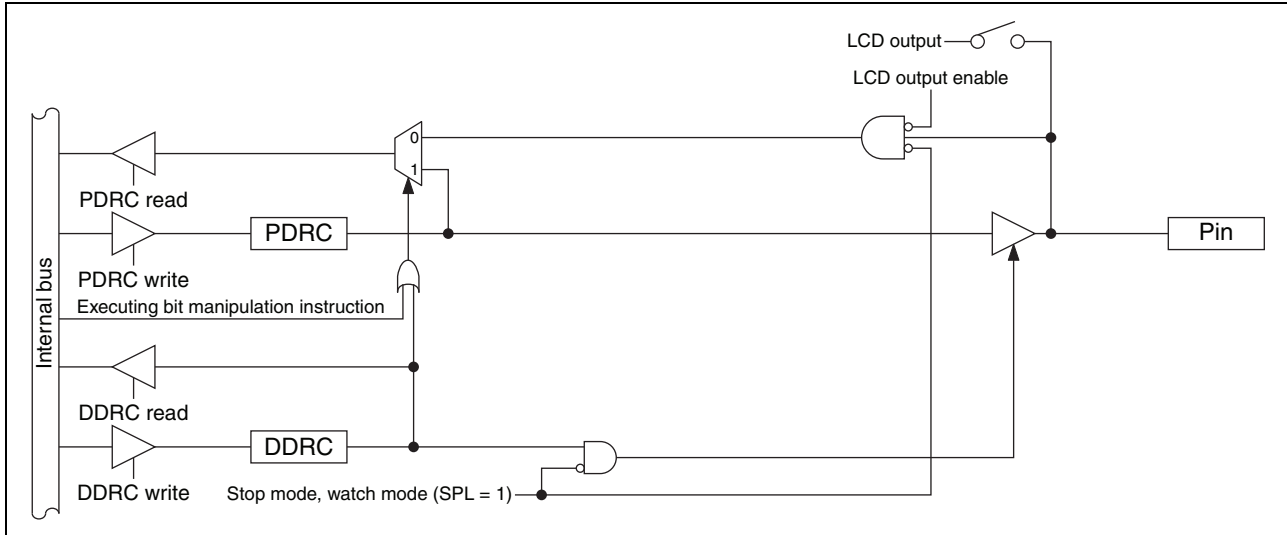 LCD output
LCD output enable
0
1
PDRC read
PDRC
Pin
PDRC write
Executing bit manipulation instruction
Internal bus
DDRC read
DDRC
DDRC write
Stop mode, watch mode (SPL = 1)